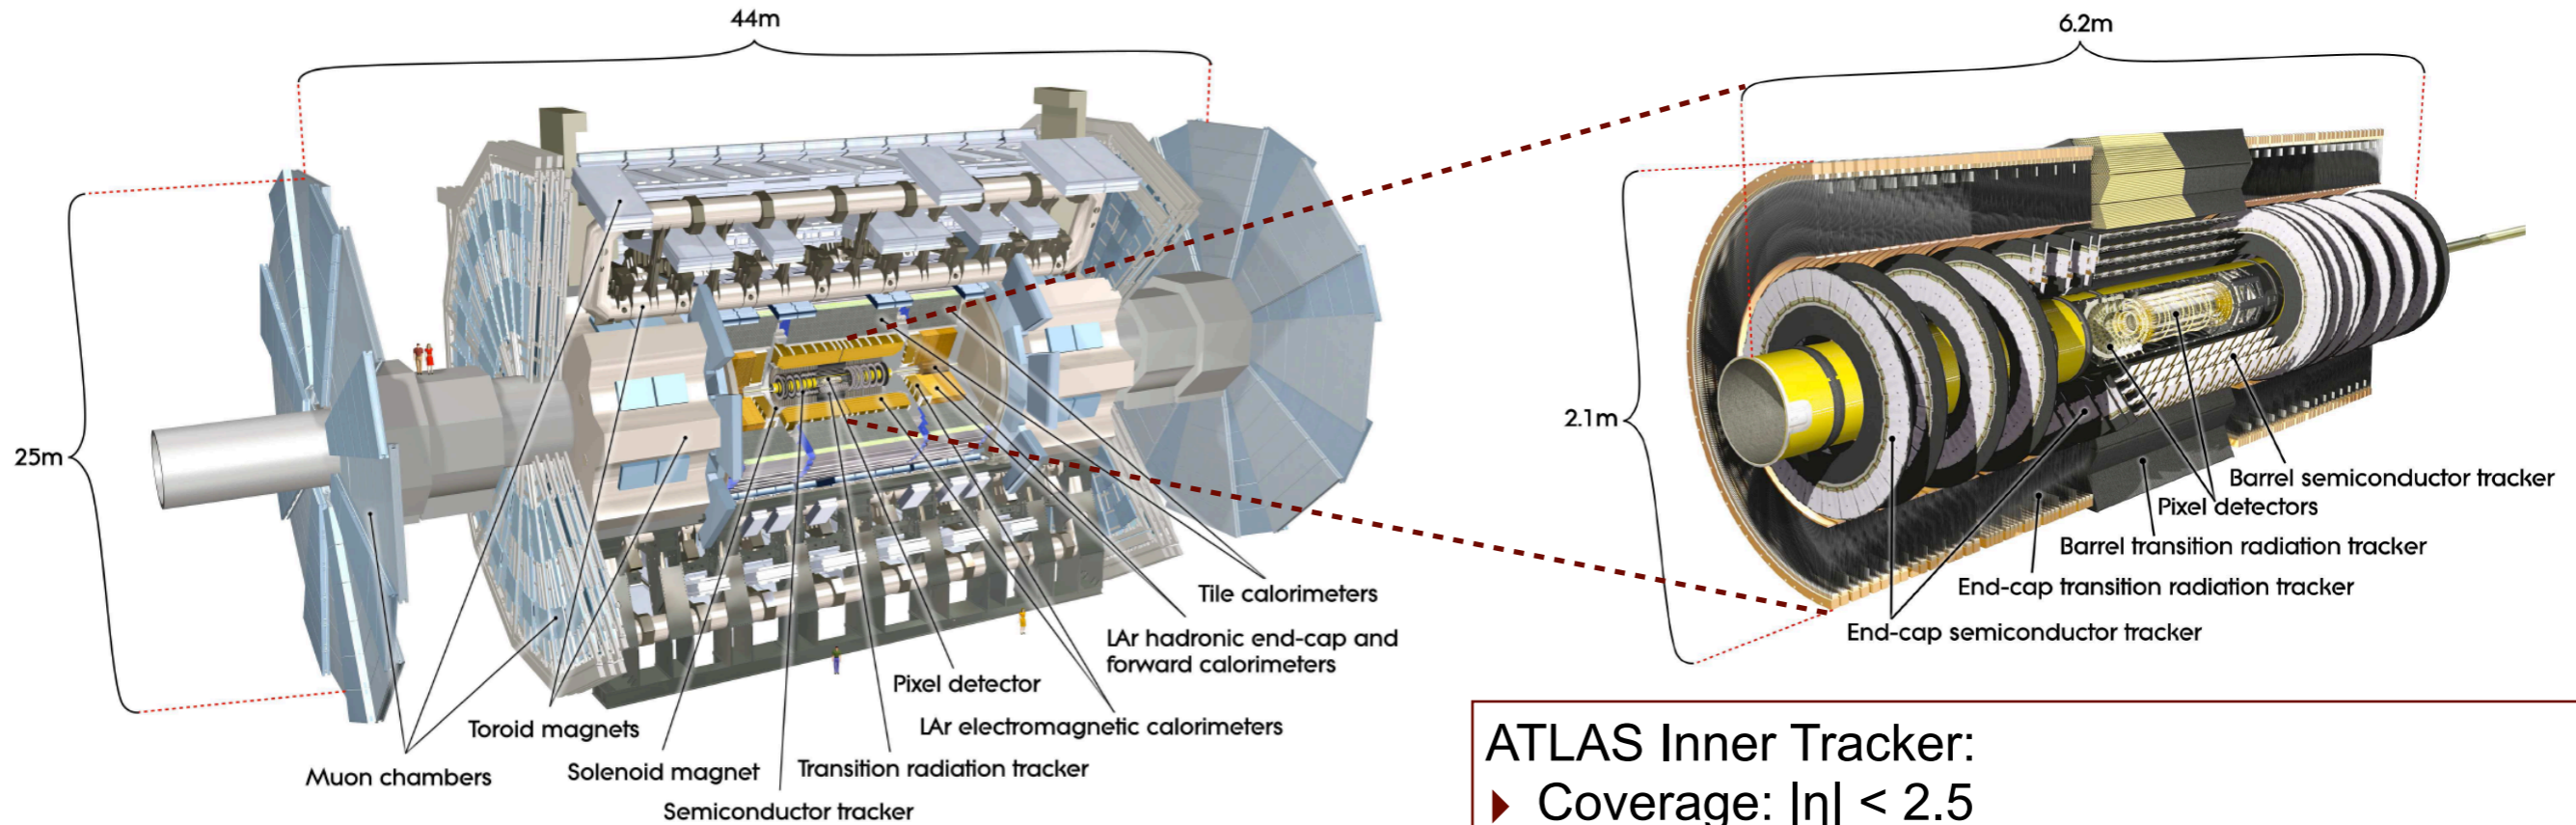 44m
25m
Muon chambers
Toroid magnets
Solenoid magnet
Semiconductor tracker
Transition radiation tracker
LAr electromagnetic calorimeters
Pixel detector
LAr hadronic end-cap and
forward calorimeters
Tile calorimeters
6.2m
2.1m
Barrel semiconductor tracker
Pixel detectors
Barrel transition radiation tracker
End-cap transition radiation tracker
End-cap semiconductor tracker
ATLAS Inner Tracker:
▶ Coverage: |η| < 2.5